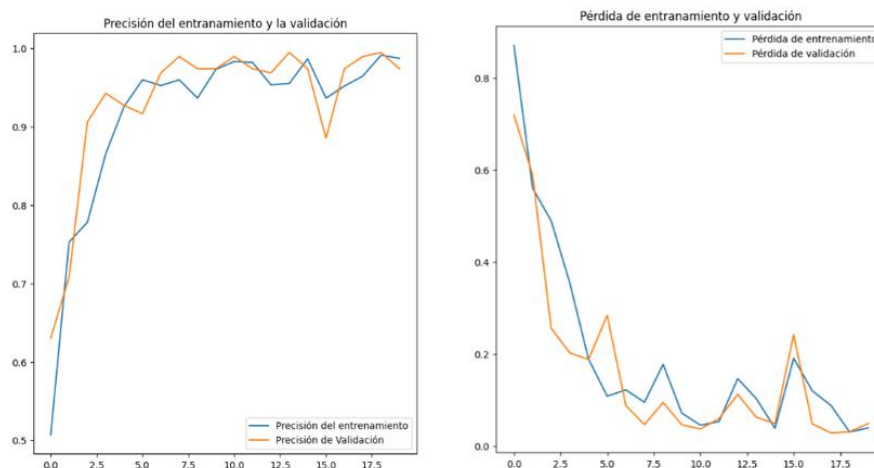 Precisión del entranamiento y la validación
1.0
0.9
0.8
0.7
0.6
0.5
0.0 2.5 5.0 7.5 10.0 12.5 15.0 17.5
Precisión del entrenamiento
Precisión de Validación
Pérdida de entranamiento y validación
Pérdida de entrenamiento
Pérdida de validación
0.8
0.6
0.4
0.2
0.0
0.0 2.5 5.0 7.5 10.0 12.5 15.0 17.5